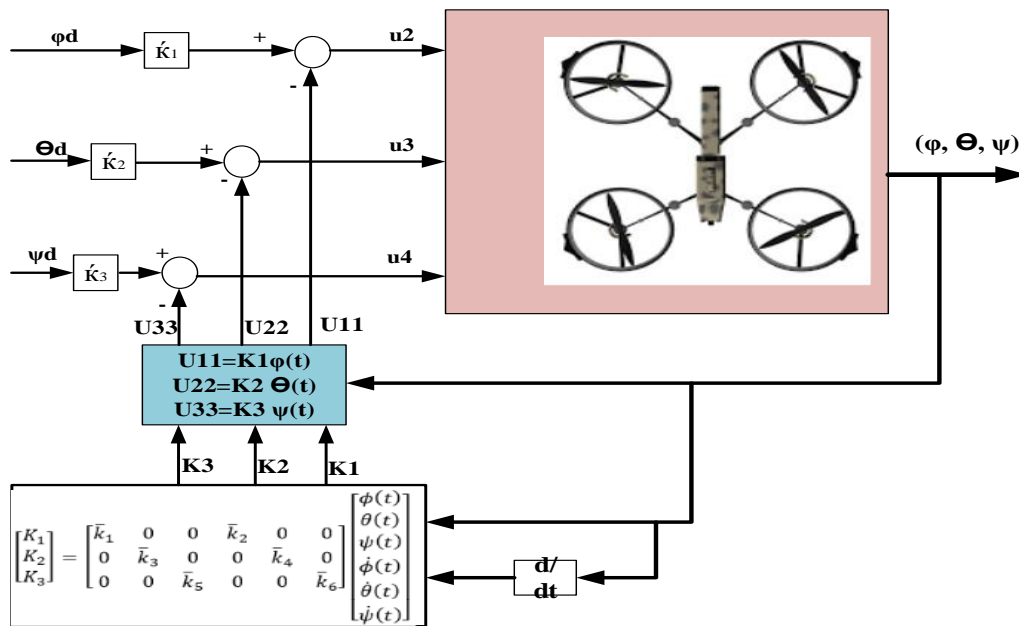 φd
ḱ₁
+
-
u2
Өd
ḱ₂
+
-
u3
(φ, Ө, ψ)
ψd
ḱ₃
+
-
u4
U33 U22 U11
U11=K1φ(t)
U22=K2 Ө(t)
U33=K3 ψ(t)
K3 K2 K1
[K₁] = [k̄₁ 0 0 k̄₂ 0 0] [ϕ(t)]
[K₂] [0 k̄₃ 0 0 k̄₄ 0] [θ(t)]
[K₃] [0 0 k̄₅ 0 0 k̄₆] [ψ(t)]
ϕ̇(t)
θ̇(t)
ψ̇(t)
d/
dt